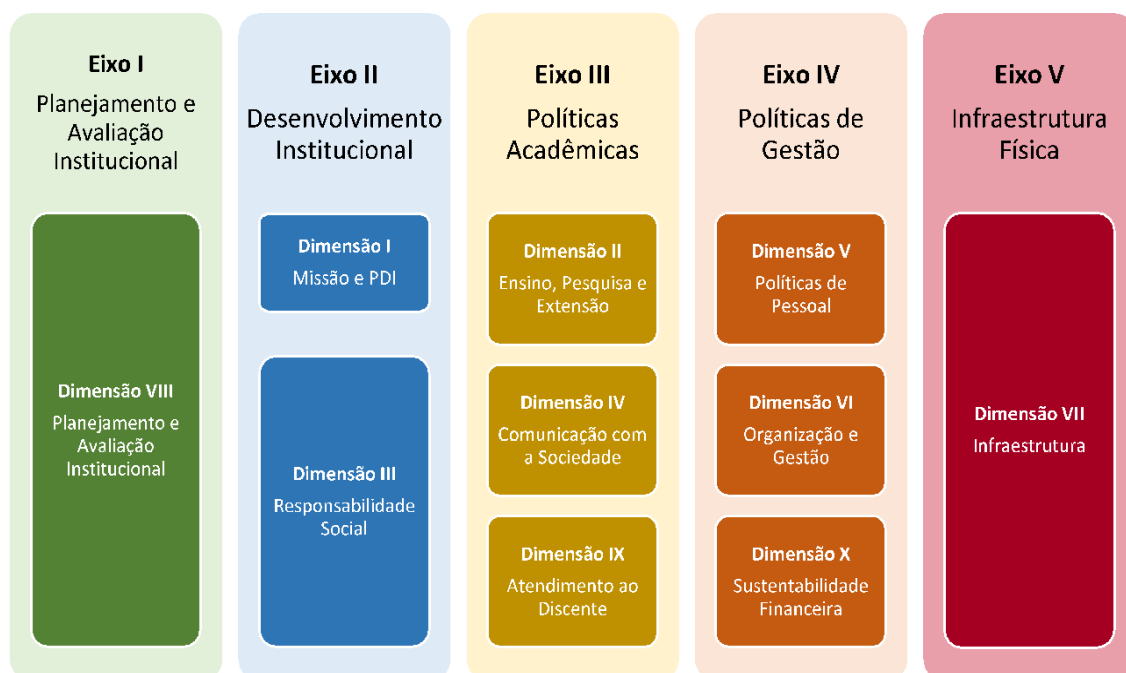 Eixo I
Planejamento e
Avaliação
Institucional
Dimensão VIII
Planejamento e
Avaliação
Institucional
Eixo II
Desenvolvimento
Institucional
Dimensão I
Missão e PDI
Dimensão III
Responsabilidade
Social
Eixo III
Políticas
Acadêmicas
Dimensão II
Ensino, Pesquisa e
Extensão
Dimensão IV
Comunicação com
a Sociedade
Dimensão IX
Atendimento ao
Discente
Eixo IV
Políticas de
Gestão
Dimensão V
Políticas de
Pessoal
Dimensão VI
Organização e
Gestão
Dimensão X
Sustentabilidade
Financeira
Eixo V
Infraestrutura
Física
Dimensão VII
Infraestrutura